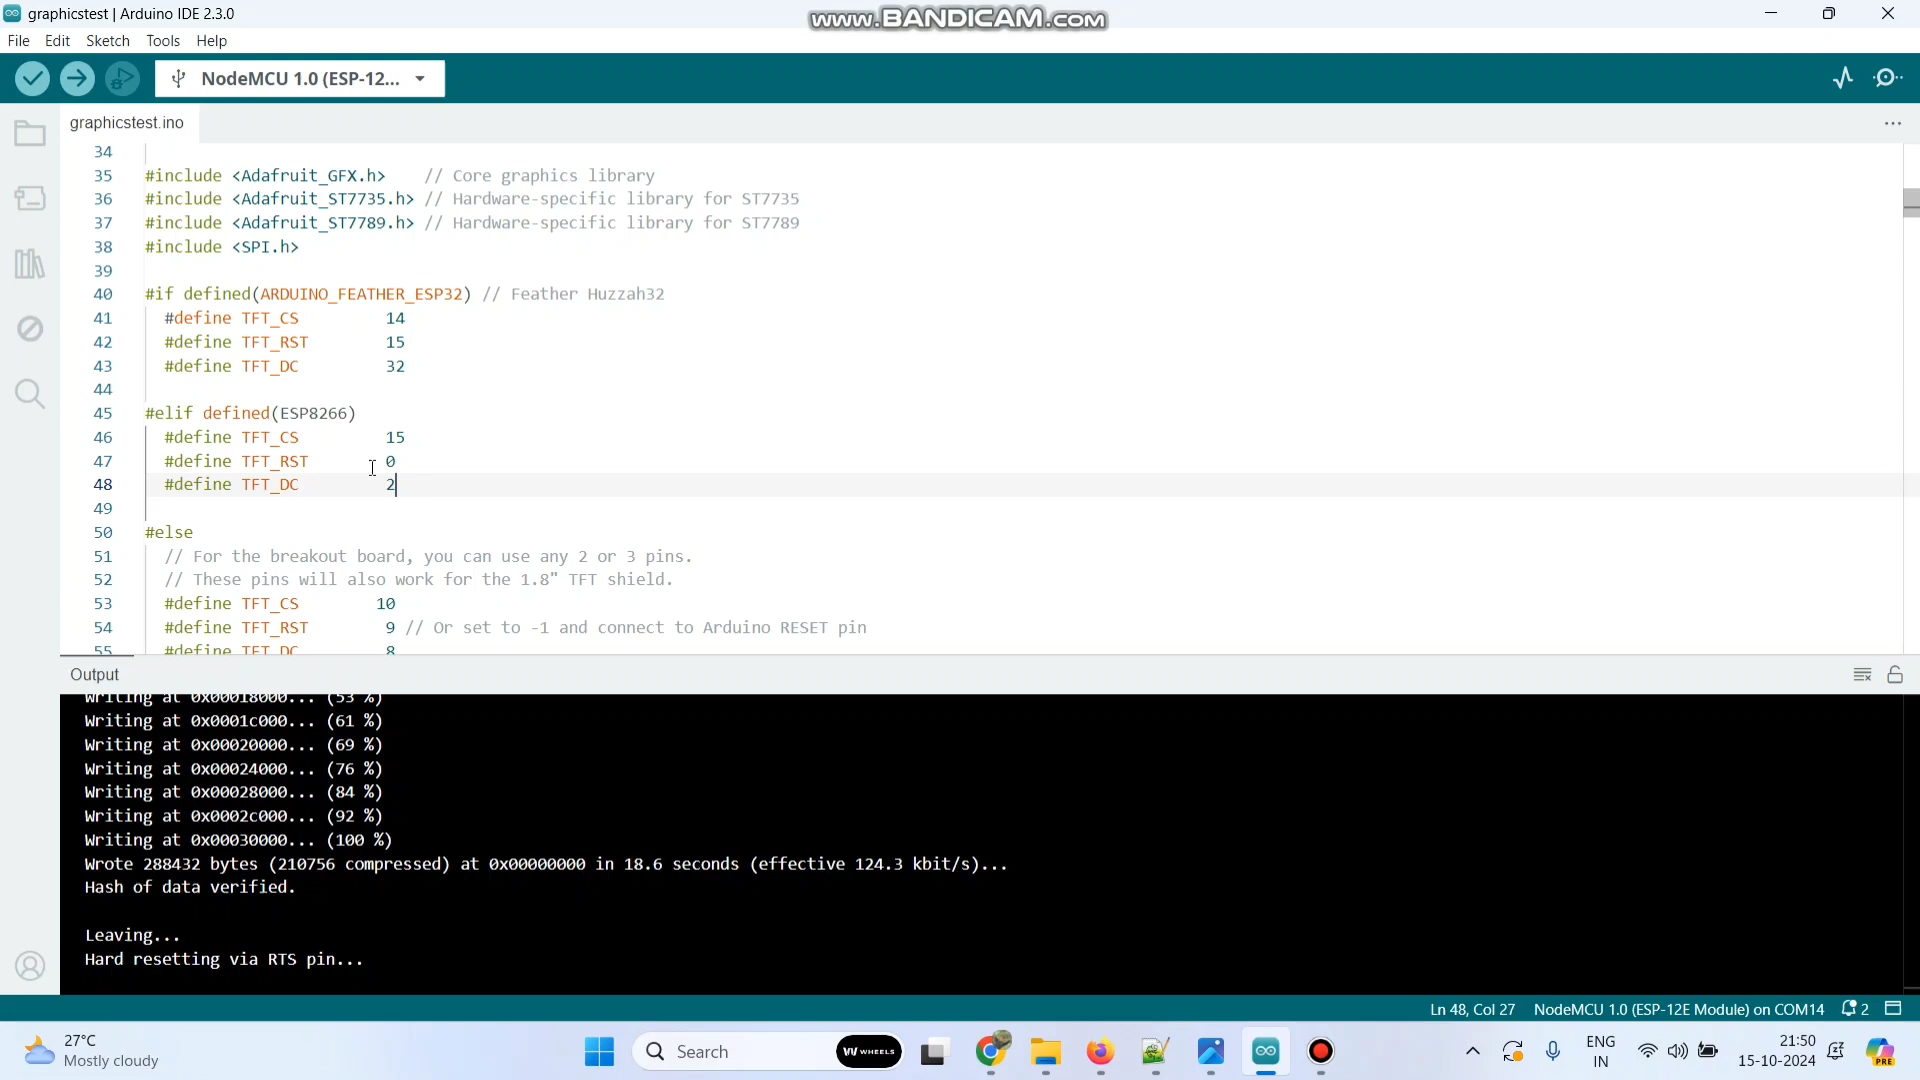 graphicstest | Arduino IDE 2.3.0
www.BANDICAM.com
File Edit Sketch Tools Help
NodeMCU 1.0 (ESP-12...
graphicstest.ino
34
35 #include <Adafruit_GFX.h> // Core graphics library
36 #include <Adafruit_ST7735.h> // Hardware-specific library for ST7735
37 #include <Adafruit_ST7789.h> // Hardware-specific library for ST7789
38 #include <SPI.h>
39
40 #if defined(ARDUINO_FEATHER_ESP32) // Feather Huzzah32
41 #define TFT_CS 14
42 #define TFT_RST 15
43 #define TFT_DC 32
44
45 #elif defined(ESP8266)
46 #define TFT_CS 15
47 #define TFT_RST 0
48 #define TFT_DC 2
49
50 #else
51 // For the breakout board, you can use any 2 or 3 pins.
52 // These pins will also work for the 1.8" TFT shield.
53 #define TFT_CS 10
54 #define TFT_RST 9 // Or set to -1 and connect to Arduino RESET pin
55 #define TFT_DC 8
Output
Writing at 0x00018000... (53 %)
Writing at 0x0001c000... (61 %)
Writing at 0x00020000... (69 %)
Writing at 0x00024000... (76 %)
Writing at 0x00028000... (84 %)
Writing at 0x0002c000... (92 %)
Writing at 0x00030000... (100 %)
Wrote 288432 bytes (210756 compressed) at 0x00000000 in 18.6 seconds (effective 124.3 kbit/s)...
Hash of data verified.
Leaving...
Hard resetting via RTS pin...
Ln 48, Col 27 NodeMCU 1.0 (ESP-12E Module) on COM14 2
27°C
Mostly cloudy
Search
WHEELS
ENG
IN
21:50
15-10-2024
PRE